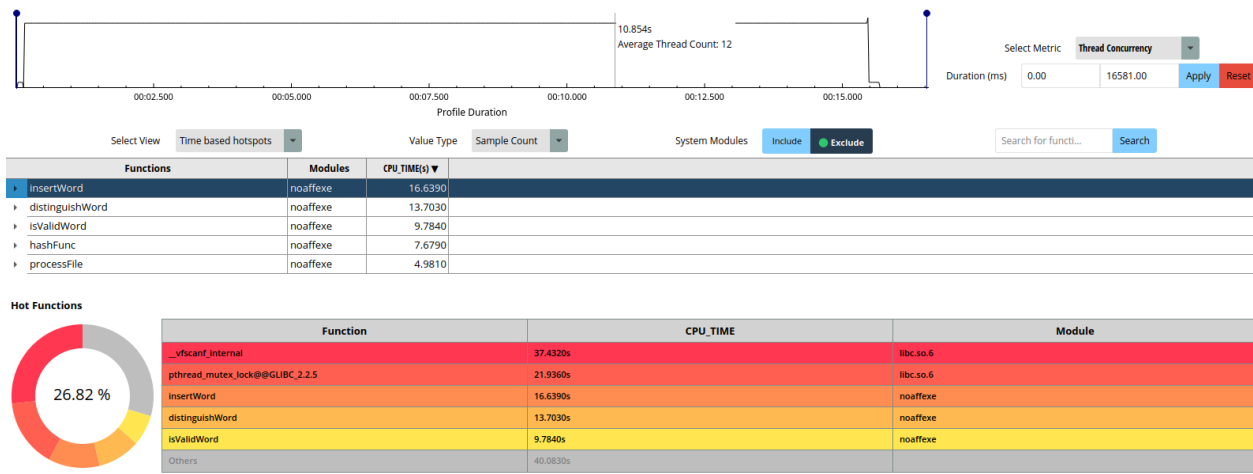 10.854s
Average Thread Count: 12
Select Metric Thread Concurrency
Duration (ms) 0.00 16581.00 Apply Reset
00:02.500 00:05.000 00:07.500 00:10.000 00:12.500 00:15.000
Profile Duration
Select View Time based hotspots Value Type Sample Count System Modules Include Exclude Search for functi... Search
Functions Modules CPU_TIME(s) ▼
insertWord noaffexe 16.6390
distinguishWord noaffexe 13.7030
isValidWord noaffexe 9.7840
hashFunc noaffexe 7.6790
processFile noaffexe 4.9810
Hot Functions
Function CPU_TIME Module
__vfscanf_internal 37.4320s libc.so.6
pthread_mutex_lock@@GLIBC_2.2.5 21.9360s libc.so.6
insertWord 16.6390s noaffexe
distinguishWord 13.7030s noaffexe
isValidWord 9.7840s noaffexe
Others 40.0830s
26.82 %